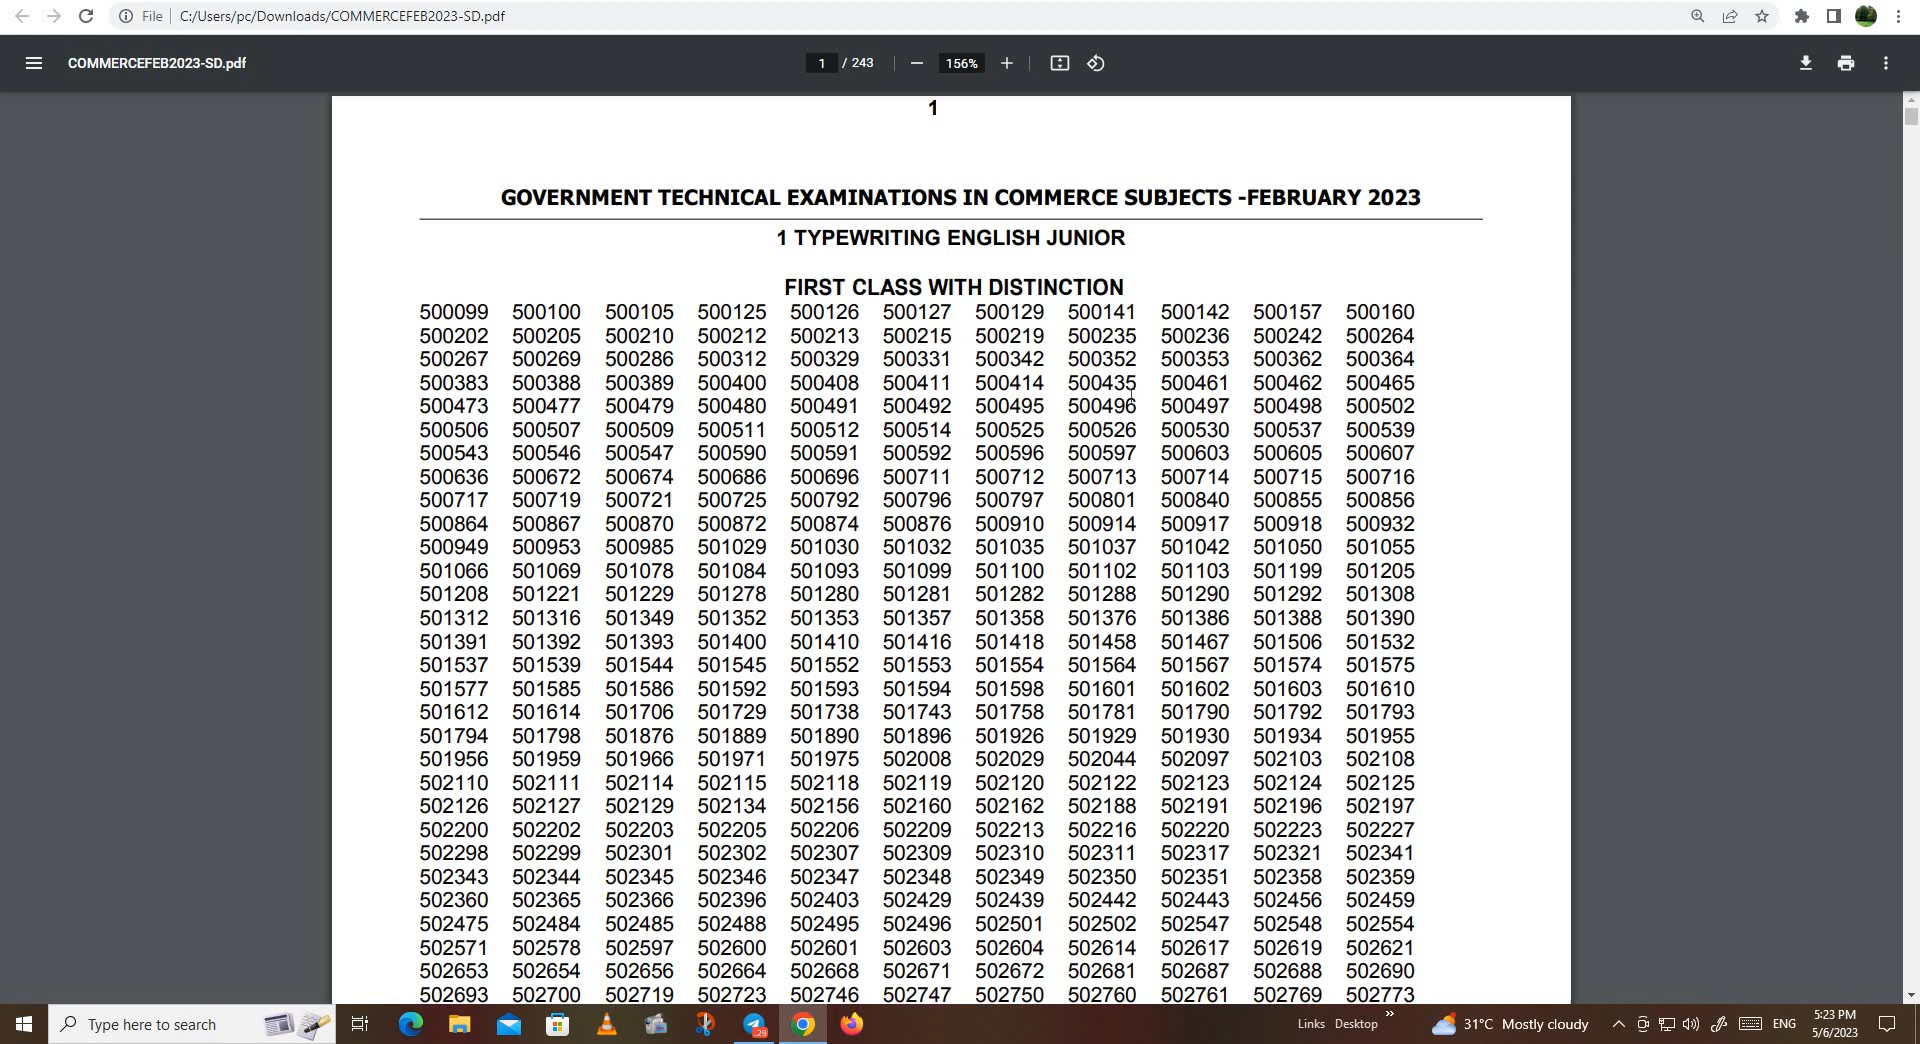 File C:/Users/pc/Downloads/COMMERCEFEB2023-SD.pdf
COMMERCEFEB2023-SD.pdf 1 / 243 156%
1
GOVERNMENT TECHNICAL EXAMINATIONS IN COMMERCE SUBJECTS -FEBRUARY 2023
1 TYPEWRITING ENGLISH JUNIOR
FIRST CLASS WITH DISTINCTION
500099 500100 500105 500125 500126 500127 500129 500141 500142 500157 500160
500202 500205 500210 500212 500213 500215 500219 500235 500236 500242 500264
500267 500269 500286 500312 500329 500331 500342 500352 500353 500362 500364
500383 500388 500389 500400 500408 500411 500414 500435 500461 500462 500465
500473 500477 500479 500480 500491 500492 500495 500496 500497 500498 500502
500506 500507 500509 500511 500512 500514 500525 500526 500530 500537 500539
500543 500546 500547 500590 500591 500592 500596 500597 500603 500605 500607
500636 500672 500674 500686 500696 500711 500712 500713 500714 500715 500716
500717 500719 500721 500725 500792 500796 500797 500801 500840 500855 500856
500864 500867 500870 500872 500874 500876 500910 500914 500917 500918 500932
500949 500953 500985 501029 501030 501032 501035 501037 501042 501050 501055
501066 501069 501078 501084 501093 501099 501100 501102 501103 501199 501205
501208 501221 501229 501278 501280 501281 501282 501288 501290 501292 501308
501312 501316 501349 501352 501353 501357 501358 501376 501386 501388 501390
501391 501392 501393 501400 501410 501416 501418 501458 501467 501506 501532
501537 501539 501544 501545 501552 501553 501554 501564 501567 501574 501575
501577 501585 501586 501592 501593 501594 501598 501601 501602 501603 501610
501612 501614 501706 501729 501738 501743 501758 501781 501790 501792 501793
501794 501798 501876 501889 501890 501896 501926 501929 501930 501934 501955
501956 501959 501966 501971 501975 502008 502029 502044 502097 502103 502108
502110 502111 502114 502115 502118 502119 502120 502122 502123 502124 502125
502126 502127 502129 502134 502156 502160 502162 502188 502191 502196 502197
502200 502202 502203 502205 502206 502209 502213 502216 502220 502223 502227
502298 502299 502301 502302 502307 502309 502310 502311 502317 502321 502341
502343 502344 502345 502346 502347 502348 502349 502350 502351 502358 502359
502360 502365 502366 502396 502403 502429 502439 502442 502443 502456 502459
502475 502484 502485 502488 502495 502496 502501 502502 502547 502548 502554
502571 502578 502597 502600 502601 502603 502604 502614 502617 502619 502621
502653 502654 502656 502664 502668 502671 502672 502681 502687 502688 502690
502693 502700 502719 502723 502746 502747 502750 502760 502761 502769 502773
Type here to search 29 Links Desktop 31°C Mostly cloudy ENG 5:23 PM
5/6/2023